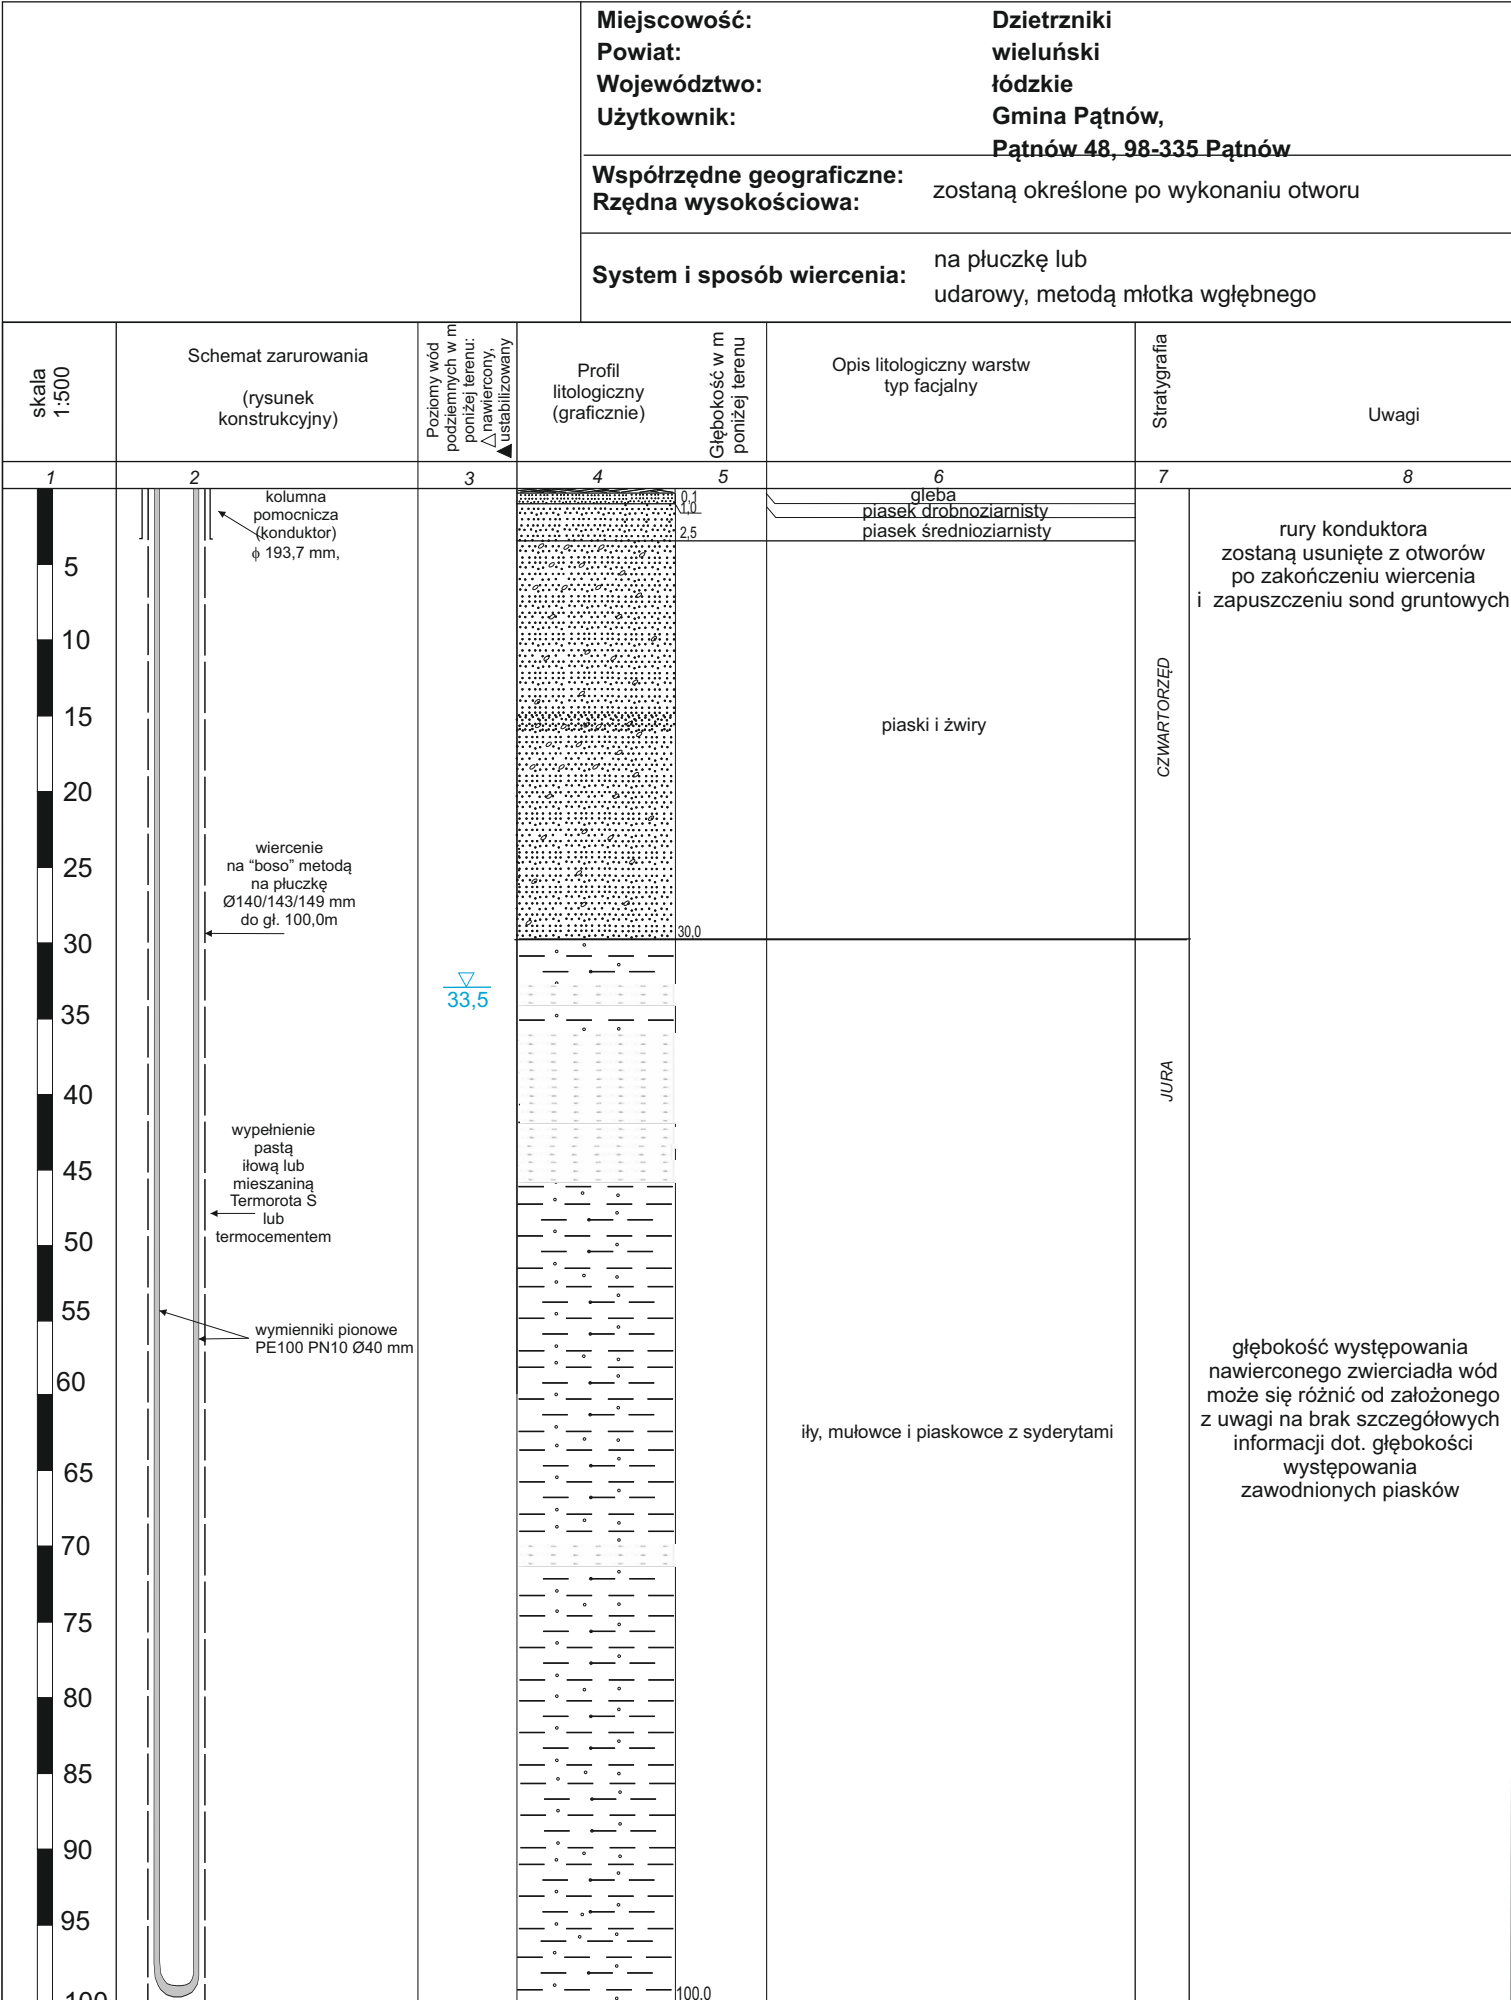 Miejscowość: Dzietrzniki
Powiat: wieluński
Województwo: łódzkie
Użytkownik: Gmina Pątnów,
Pątnów 48, 98-335 Pątnów
Współrzędne geograficzne:
Rzędna wysokościowa:
zostaną określone po wykonaniu otworu
System i sposób wiercenia:
na płuczkę lub
udarowy, metodą młotka wgłębnego
skala
1:500
Schemat zarurowania
(rysunek
konstrukcyjny)
Poziomy wód
podziemnych w m
poniżej terenu:
△ nawiercony,
▲ ustabilizowany
Profil
litologiczny
(graficznie)
Głębokość w m
poniżej terenu
Opis litologiczny warstw
typ facjalny
Stratygrafia
Uwagi
1 2 3 4 5 6 7 8
kolumna
pomocnicza
(konduktor)
ϕ 193,7 mm,
0,1
1,0
2,5
gleba
piasek drobnoziarnisty
piasek średnioziarnisty
rury konduktora
zostaną usunięte z otworów
po zakończeniu wiercenia
i zapuszczeniu sond gruntowych
5
10
15
20
25
30
35
40
45
50
55
60
65
70
75
80
85
90
95
100
piaski i żwiry
CZWARTORZĘD
wiercenie
na “boso” metodą
na płuczkę
Ø140/143/149 mm
do gł. 100,0m
30,0
33,5
JURA
wypełnienie
pastą
iłową lub
mieszaniną
Termorota S
lub
termocementem
wymienniki pionowe
PE100 PN10 Ø40 mm
iły, mułowce i piaskowce z syderytami
głębokość występowania
nawierconego zwierciadła wód
może się różnić od założonego
z uwagi na brak szczegółowych
informacji dot. głębokości
występowania
zawodnionych piasków
100,0